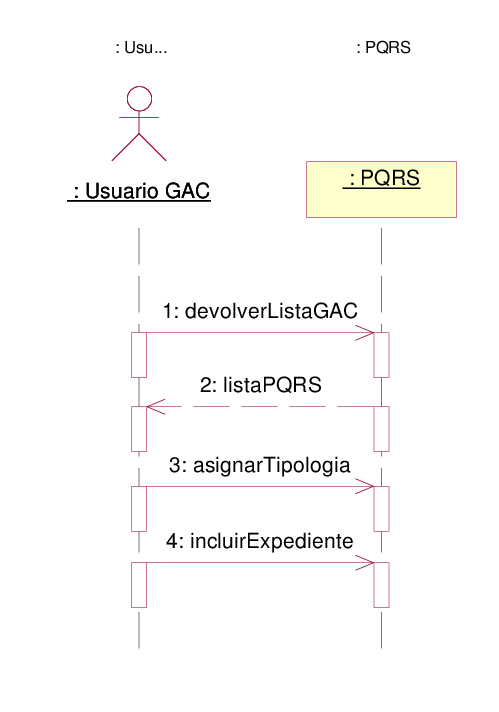 : Usu...
: PQRS
: Usuario GAC
: PQRS
1: devolverListaGAC
2: listaPQRS
3: asignarTipologia
4: incluirExpediente